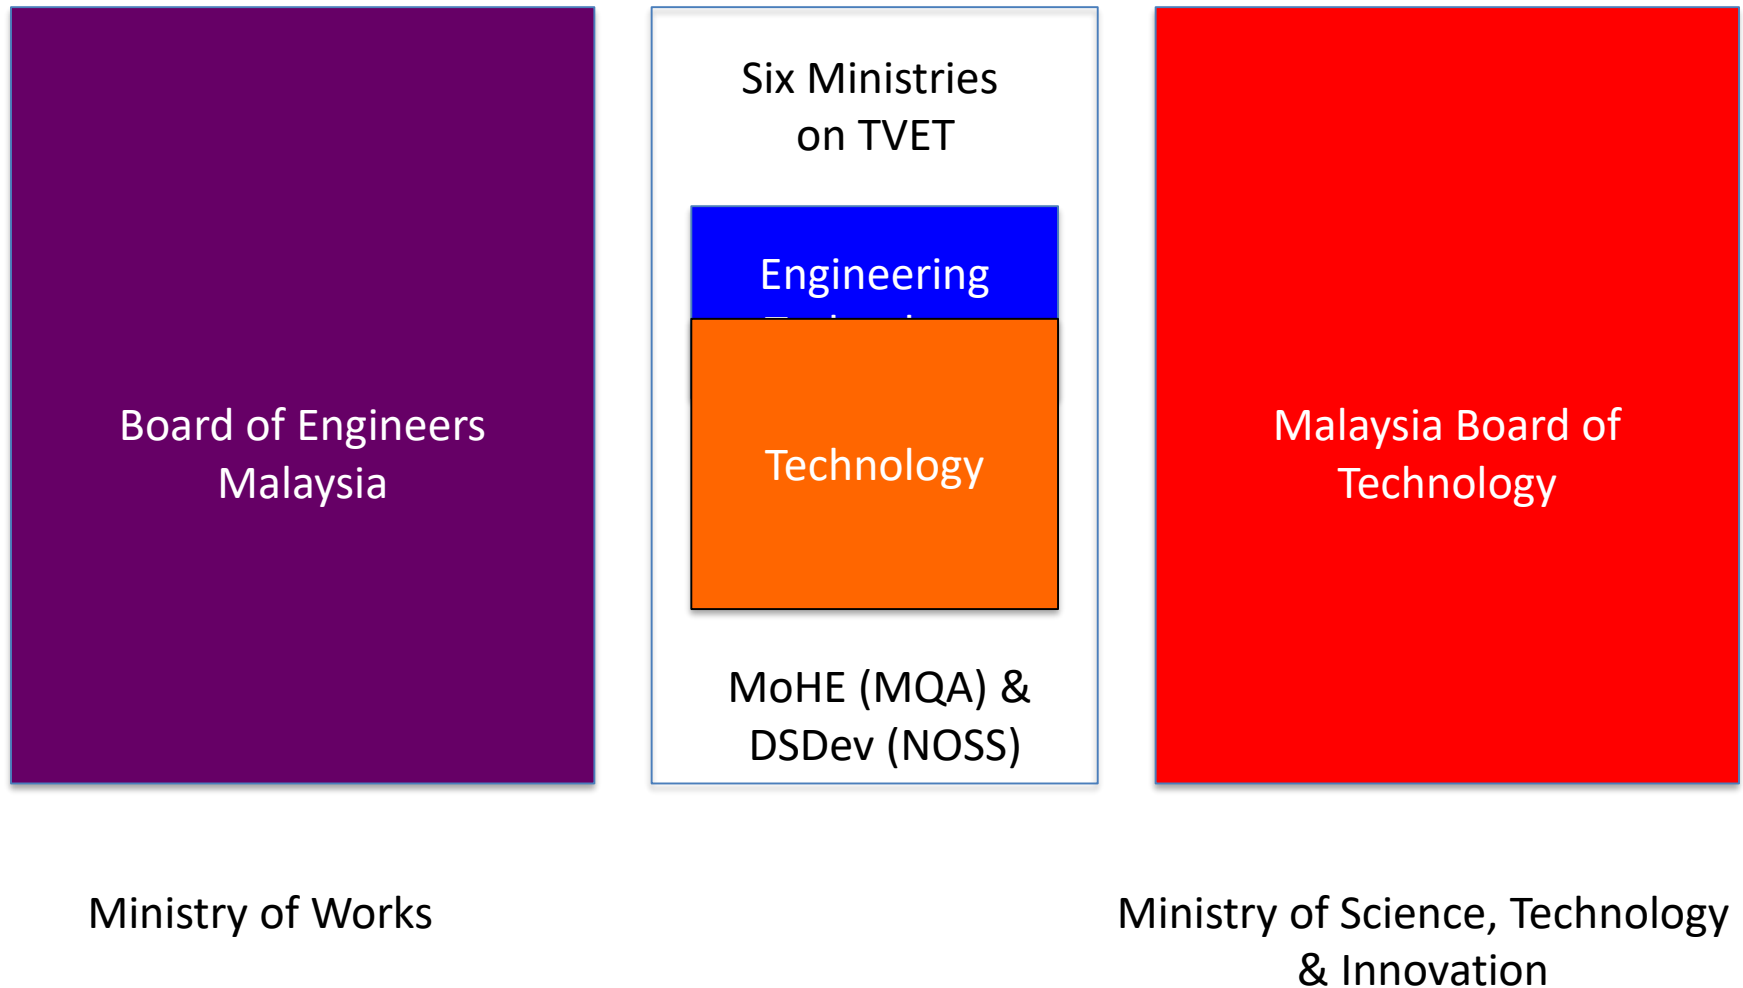 Six Ministries
on TVET
Engineering
Technology
Board of Engineers
Malaysia
Malaysia Board of
Technology
MoHE (MQA) &
DSDev (NOSS)
Ministry of Works
Ministry of Science, Technology
& Innovation